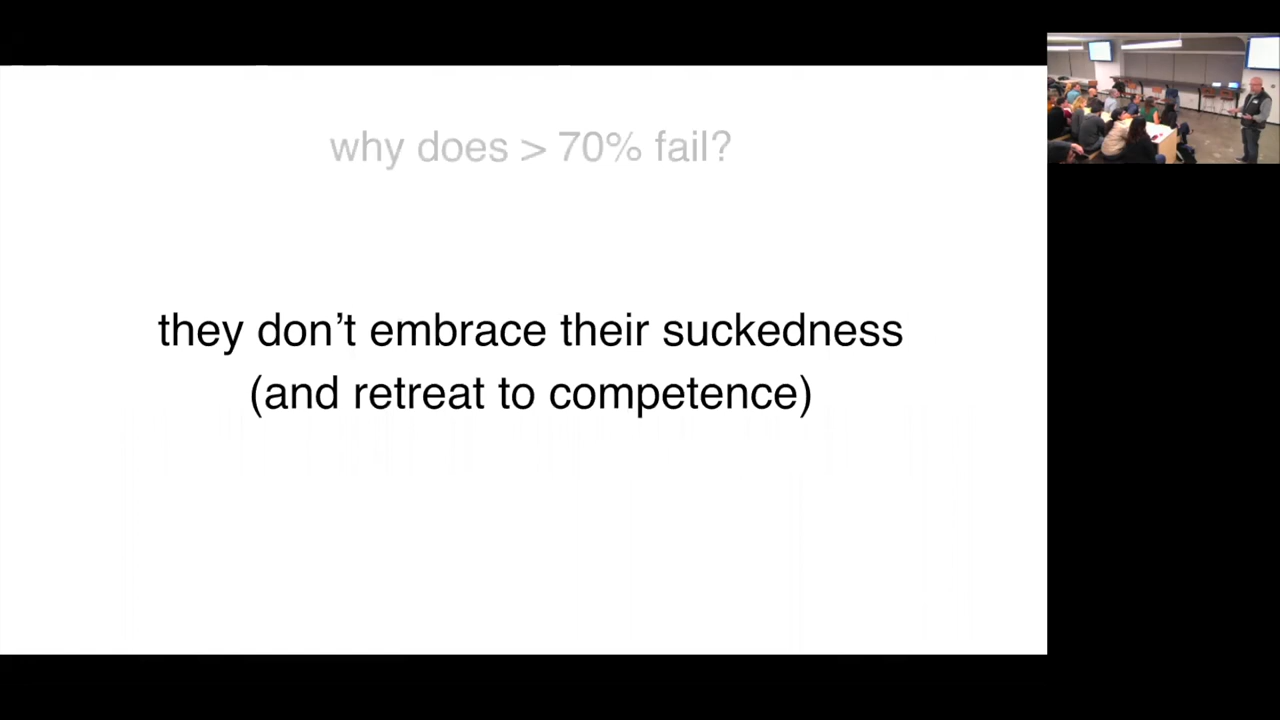 why does > 70% fail?
they don’t embrace their suckedness
(and retreat to competence)